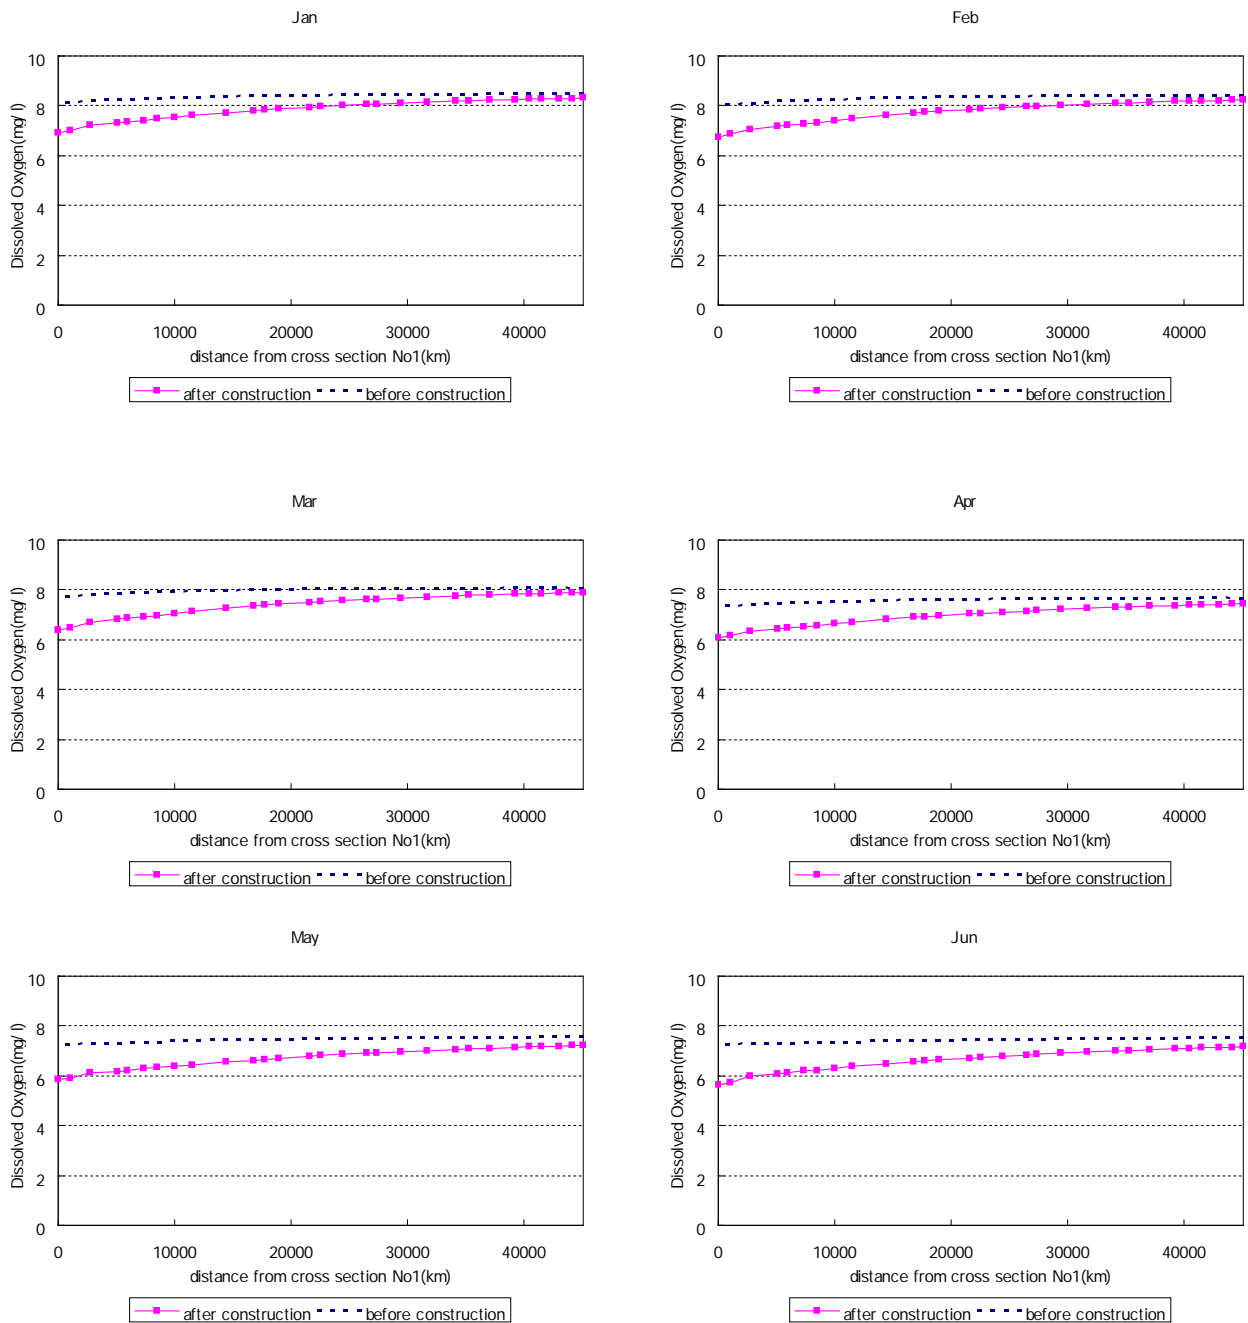 Jan
10
8
6
4
2
0
Dissolved Oxygen(mg/l)
0 10000 20000 30000 40000
distance from cross section No1(km)
after construction before construction
Feb
10
8
6
4
2
0
Dissolved Oxygen(mg/l)
0 10000 20000 30000 40000
distance from cross section No1(km)
after construction before construction
Mar
10
8
6
4
2
0
Dissolved Oxygen(mg/l)
0 10000 20000 30000 40000
distance from cross section No1(km)
after construction before construction
Apr
10
8
6
4
2
0
Dissolved Oxygen(mg/l)
0 10000 20000 30000 40000
distance from cross section No1(km)
after construction before construction
May
10
8
6
4
2
0
Dissolved Oxygen(mg/l)
0 10000 20000 30000 40000
distance from cross section No1(km)
after construction before construction
Jun
10
8
6
4
2
0
Dissolved Oxygen(mg/l)
0 10000 20000 30000 40000
distance from cross section No1(km)
after construction before construction